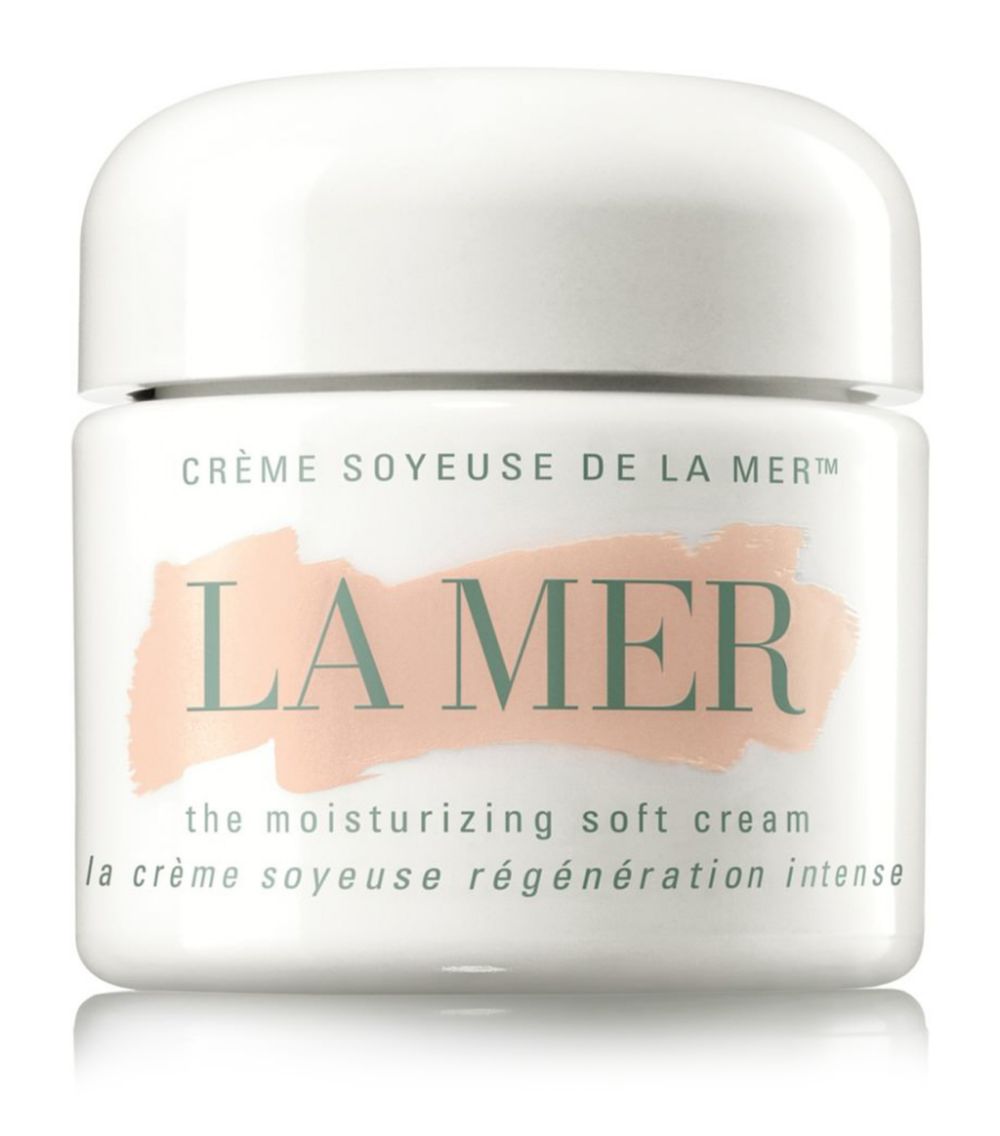 CRÈME SOYEUSE DE LA MER™
LA MER
the moisturizing soft cream
la crème soyeuse régénération intense